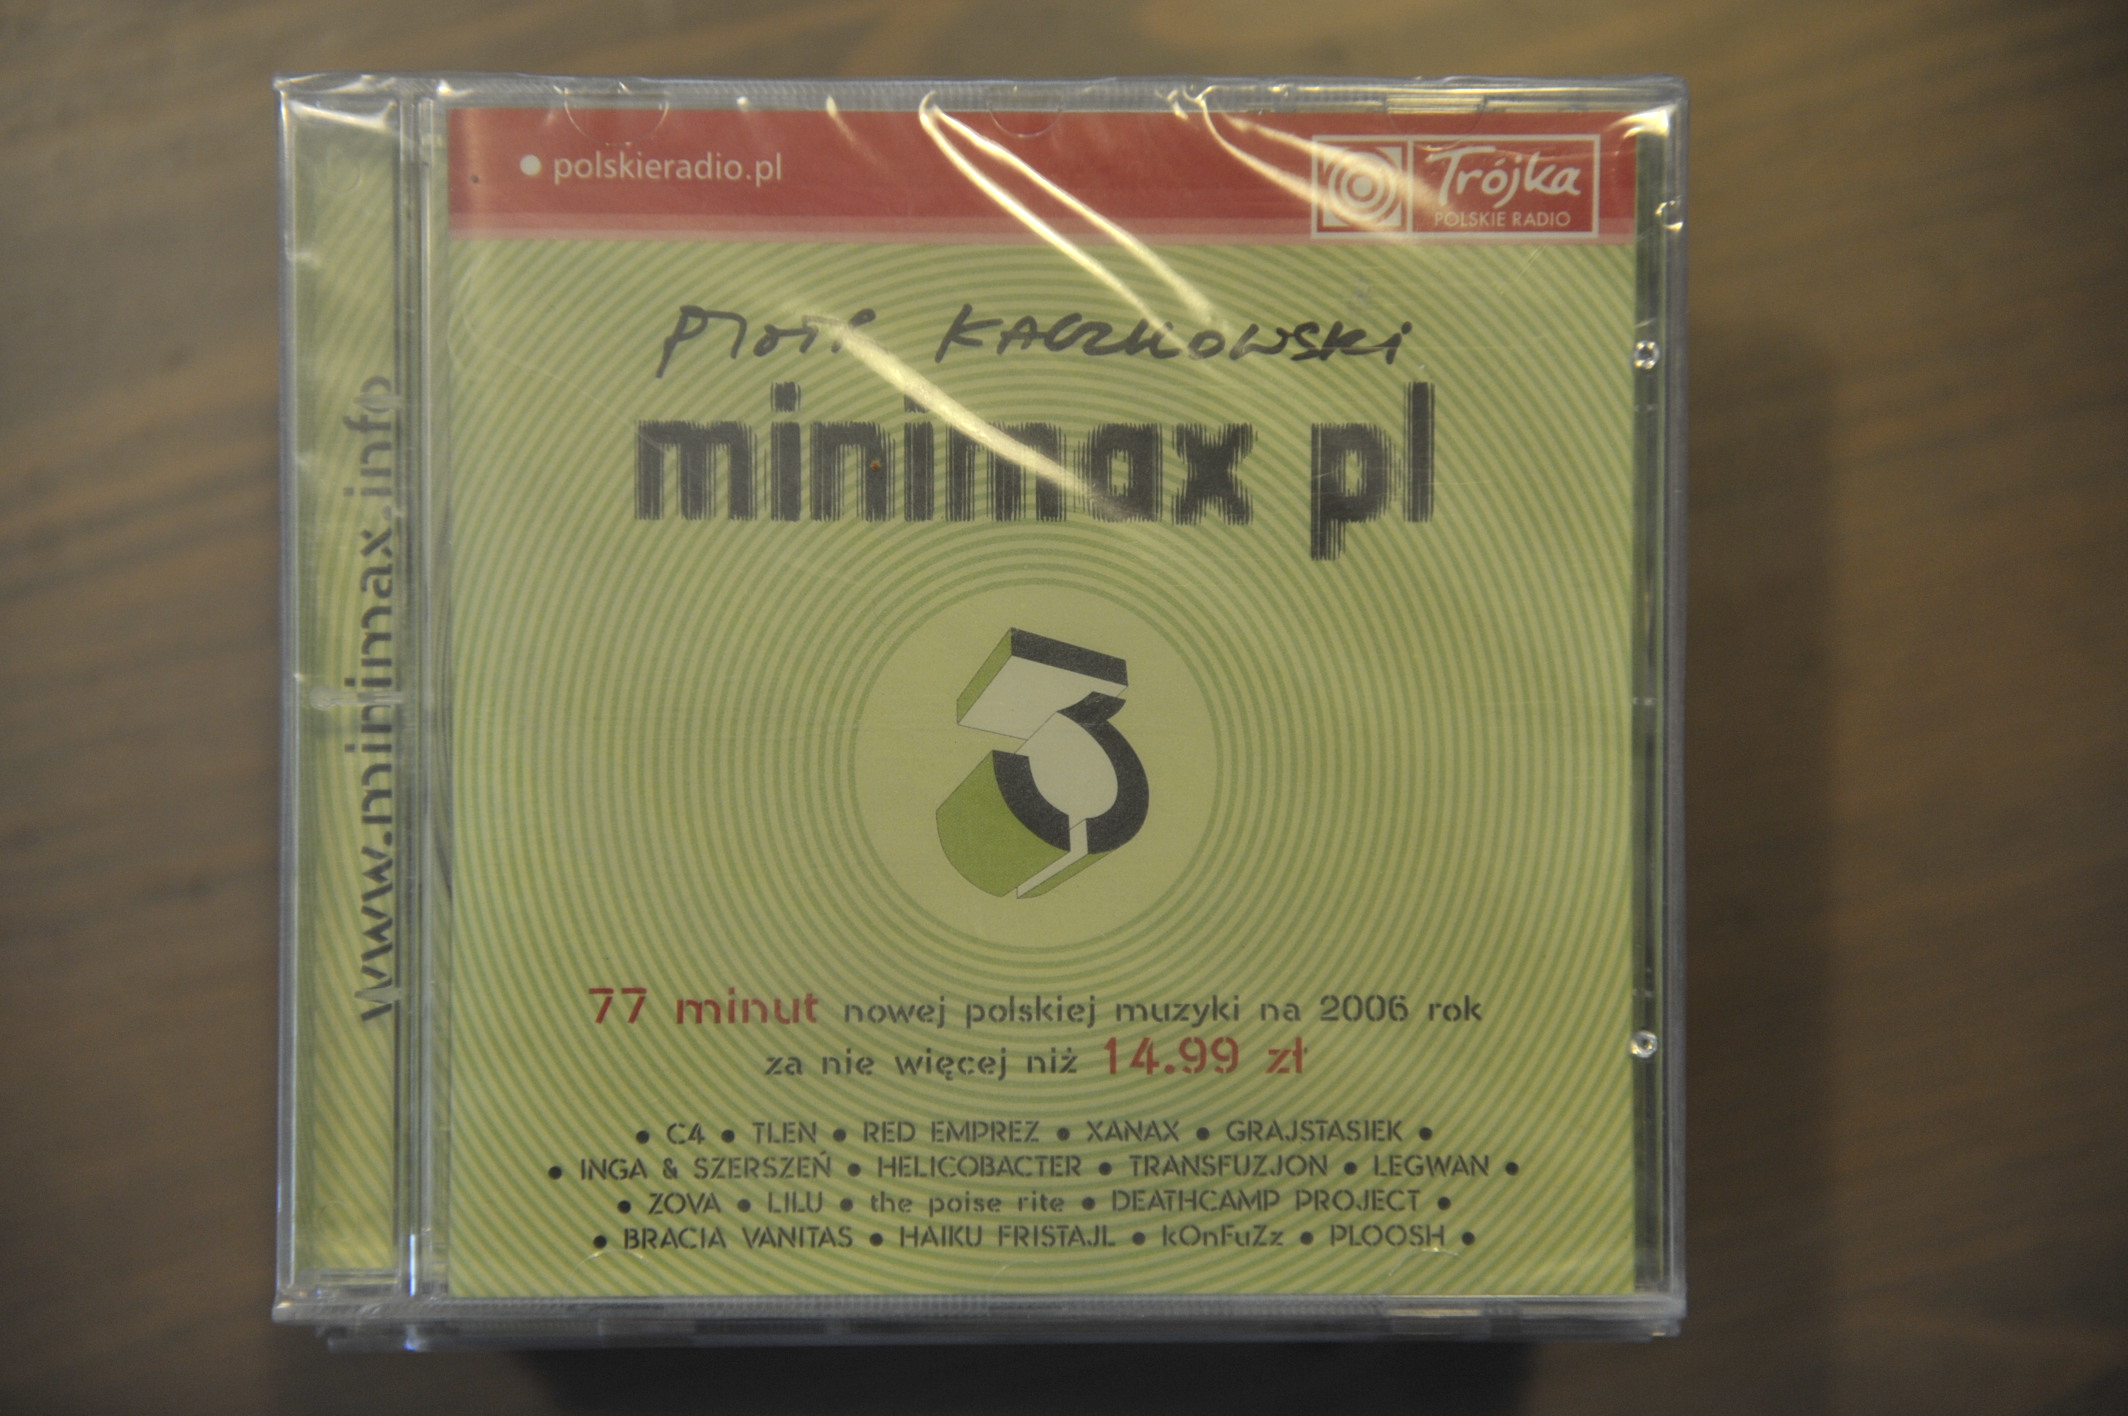 • polskieradio.pl
Trójka
POLSKIE RADIO
Piotr KACZKOWSKI
minimax pl
3
77 minut nowej polskiej muzyki na 2006 rok
za nie więcej niż 14.99 zł
• C4 • TLEN • RED EMPREZ • XANAX • GRAJSTASIEK •
• INGA & SZERSZEŃ • HELICOBACTER • TRANSFUZJON • LEGWAN •
• ZOVA • LILU • the poise rite • DEATHCAMP PROJECT •
• BRACIA VANITAS • HAIKU FRISTAJL • kOnFuZz • PLOOSH •
www.minimax.info